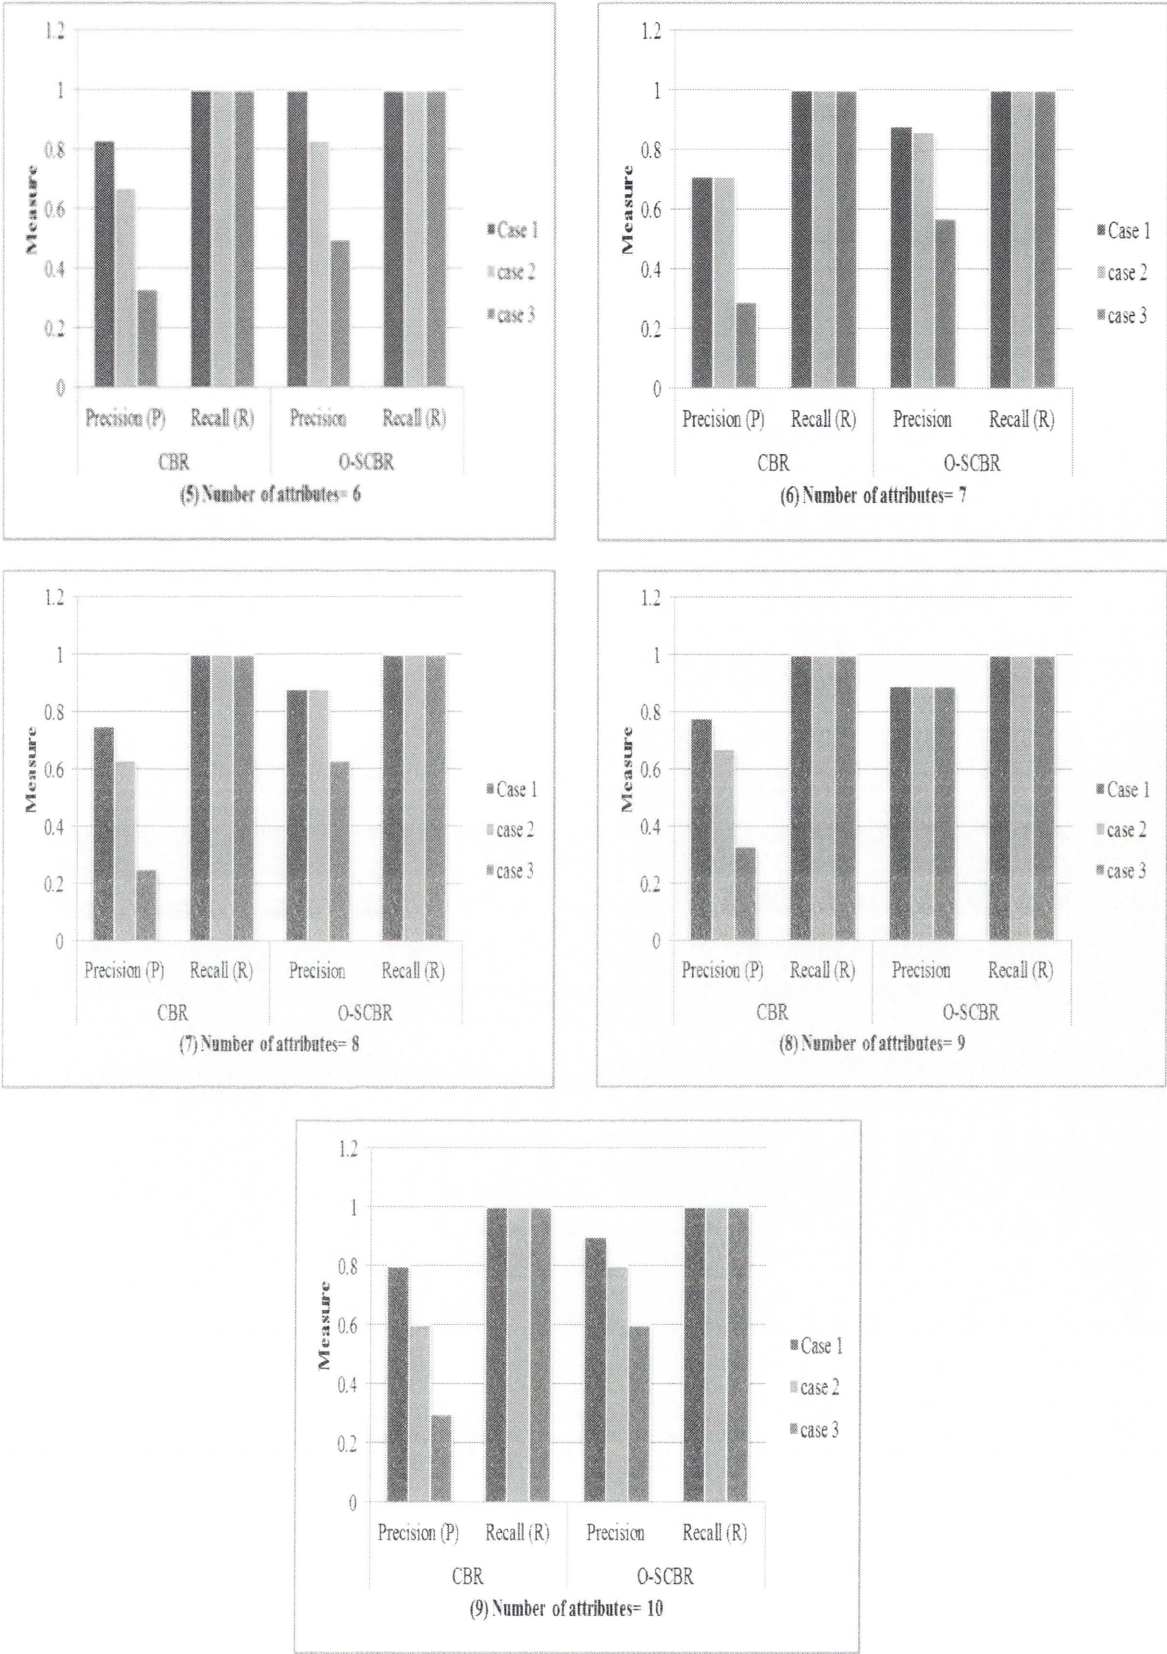 1.2
1
0.8
0.6
0.4
0.2
0
Measure
Case 1
case 2
case 3
Precision (P) Recall (R) Precision Recall (R)
CBR O-SCBR
(5) Number of attributes= 6
1.2
1
0.8
0.6
0.4
0.2
0
Measure
Case 1
case 2
case 3
Precision (P) Recall (R) Precision Recall (R)
CBR O-SCBR
(6) Number of attributes= 7
1.2
1
0.8
0.6
0.4
0.2
0
Measure
Case 1
case 2
case 3
Precision (P) Recall (R) Precision Recall (R)
CBR O-SCBR
(7) Number of attributes= 8
1.2
1
0.8
0.6
0.4
0.2
0
Measure
Case 1
case 2
case 3
Precision (P) Recall (R) Precision Recall (R)
CBR O-SCBR
(8) Number of attributes= 9
1.2
1
0.8
0.6
0.4
0.2
0
Measure
Case 1
case 2
case 3
Precision (P) Recall (R) Precision Recall (R)
CBR O-SCBR
(9) Number of attributes= 10